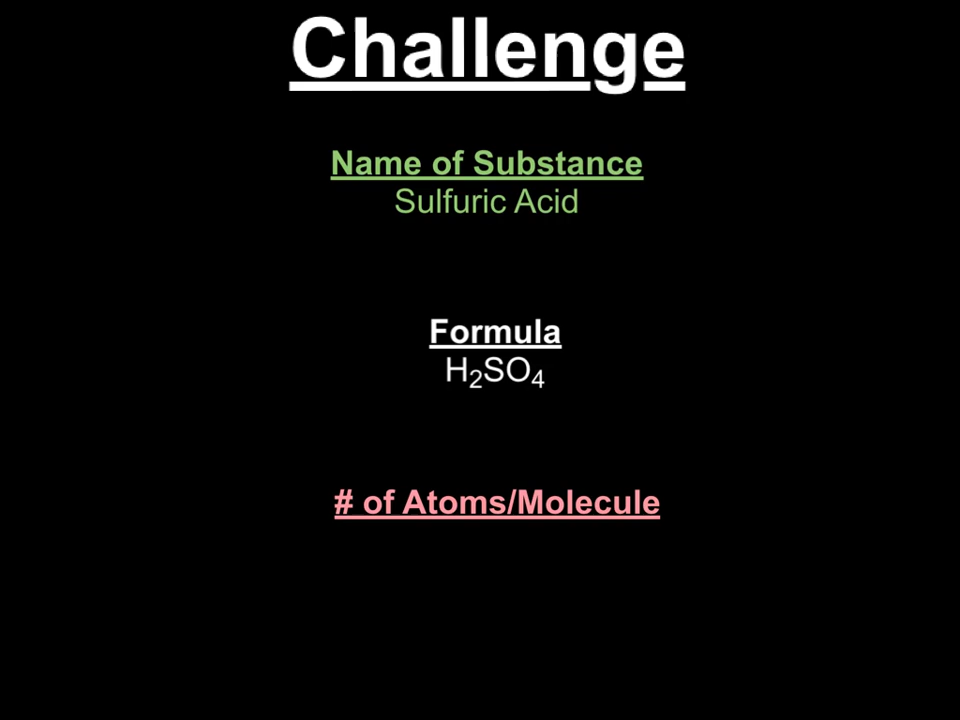 Challenge
Name of Substance
Sulfuric Acid
Formula
H₂SO₄
# of Atoms/Molecule